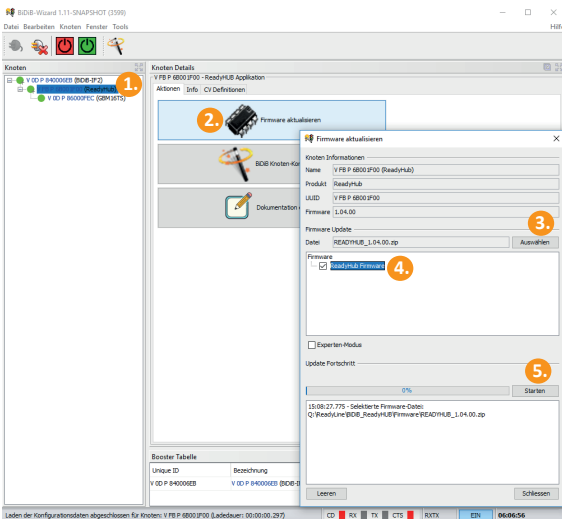 BiDiB-Wizard 1.11-SNAPSHOT (3599)
Datei Bearbeiten Knoten Fenster Tools
Hilf
Knoten
V 0D P 840006EB (BiDiB-IF2)
(ReadyHub)
V 0D P 86000FEC (GBM16TS)
1.
Knoten Details
V FB P 6B001F00 - ReadyHUB Applikation
Aktionen Info CV Definitionen
2.
Firmware aktualisieren
BiDiB Knoten-Kon
Dokumentation
Booster Tabelle
Unique ID Bezeichnung
V 0D P 840006EB V 0D P 840006EB (BiDiB-I
Firmware aktualisieren
Knoten Informationen
Name V FB P 6B001F00 (ReadyHub)
Produkt ReadyHub
UUID V FB P 6B001F00
Firmware 1.04.00
3.
Firmware Update
Datei READYHUB_1.04.00.zip Auswählen
Firmware
ReadyHub Firmware
4.
Experten-Modus
Update Fortschritt
5.
0% Starten
15:08:27.775 - Selektierte Firmware-Datei:
Q:\ReadyLine\BiDiB_ReadyHUB\Firmware\READYHUB_1.04.00.zip
Leeren Schliessen
Laden der Konfigurationsdaten abgeschlossen für Knoten: V FB P 6B001F00 (Ladedauer: 00:00:00.297) CD RX TX CTS RXTX EIN 06:06:56